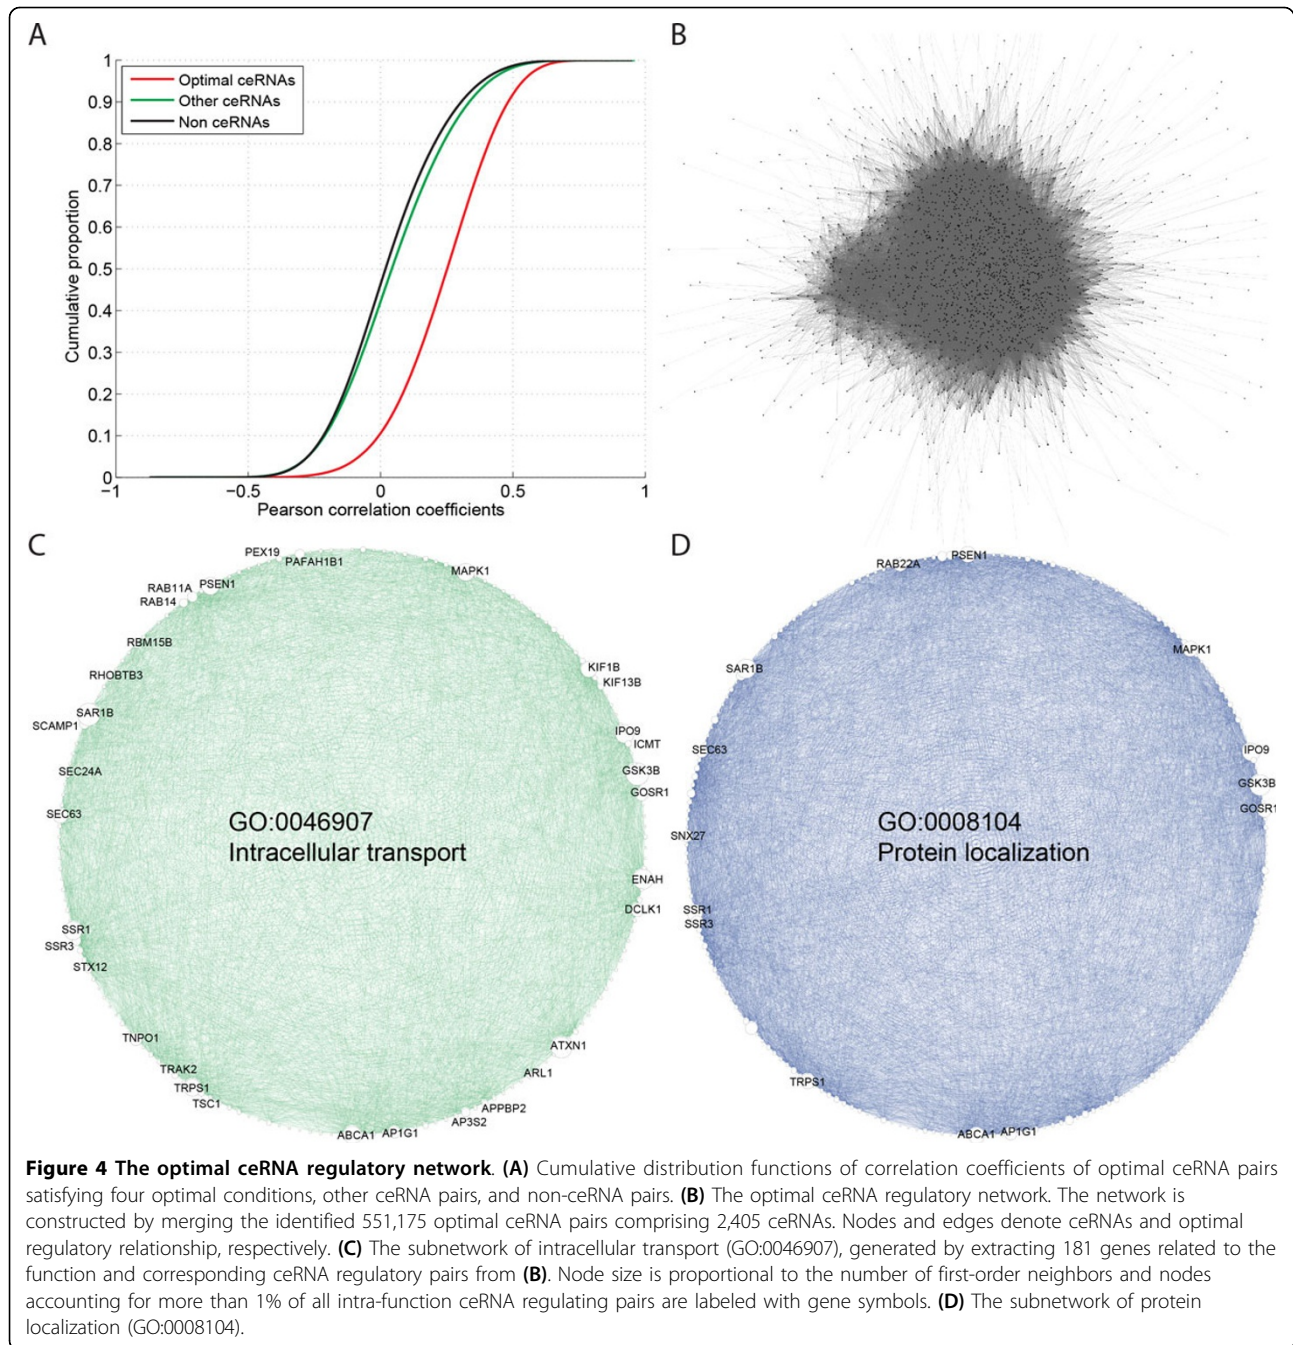 A
1
0.9
0.8
0.7
0.6
0.5
0.4
0.3
0.2
0.1
0
Cumulative proportion
Optimal ceRNAs
Other ceRNAs
Non ceRNAs
−1
−0.5
0
0.5
1
Pearson correlation coefficients
B
C
PEX19
PAFAH1B1
MAPK1
RAB11A
PSEN1
RAB14
RBM15B
KIF1B
RHOBTB3
KIF13B
SAR1B
SCAMP1
IPO9
ICMT
SEC24A
GSK3B
GOSR1
SEC63
GO:0046907
Intracellular transport
ENAH
DCLK1
SSR1
SSR3
STX12
TNPO1
ATXN1
TRAK2
ARL1
TRPS1
TSC1
APPBP2
AP3S2
ABCA1
AP1G1
D
PSEN1
RAB22A
MAPK1
SAR1B
SEC63
IPO9
GSK3B
GOSR1
SNX27
GO:0008104
Protein localization
SSR1
SSR3
TRPS1
ABCA1
AP1G1
Figure 4 The optimal ceRNA regulatory network. (A) Cumulative distribution functions of correlation coefficients of optimal ceRNA pairs
satisfying four optimal conditions, other ceRNA pairs, and non-ceRNA pairs. (B) The optimal ceRNA regulatory network. The network is
constructed by merging the identified 551,175 optimal ceRNA pairs comprising 2,405 ceRNAs. Nodes and edges denote ceRNAs and optimal
regulatory relationship, respectively. (C) The subnetwork of intracellular transport (GO:0046907), generated by extracting 181 genes related to the
function and corresponding ceRNA regulatory pairs from (B). Node size is proportional to the number of first-order neighbors and nodes
accounting for more than 1% of all intra-function ceRNA regulating pairs are labeled with gene symbols. (D) The subnetwork of protein
localization (GO:0008104).